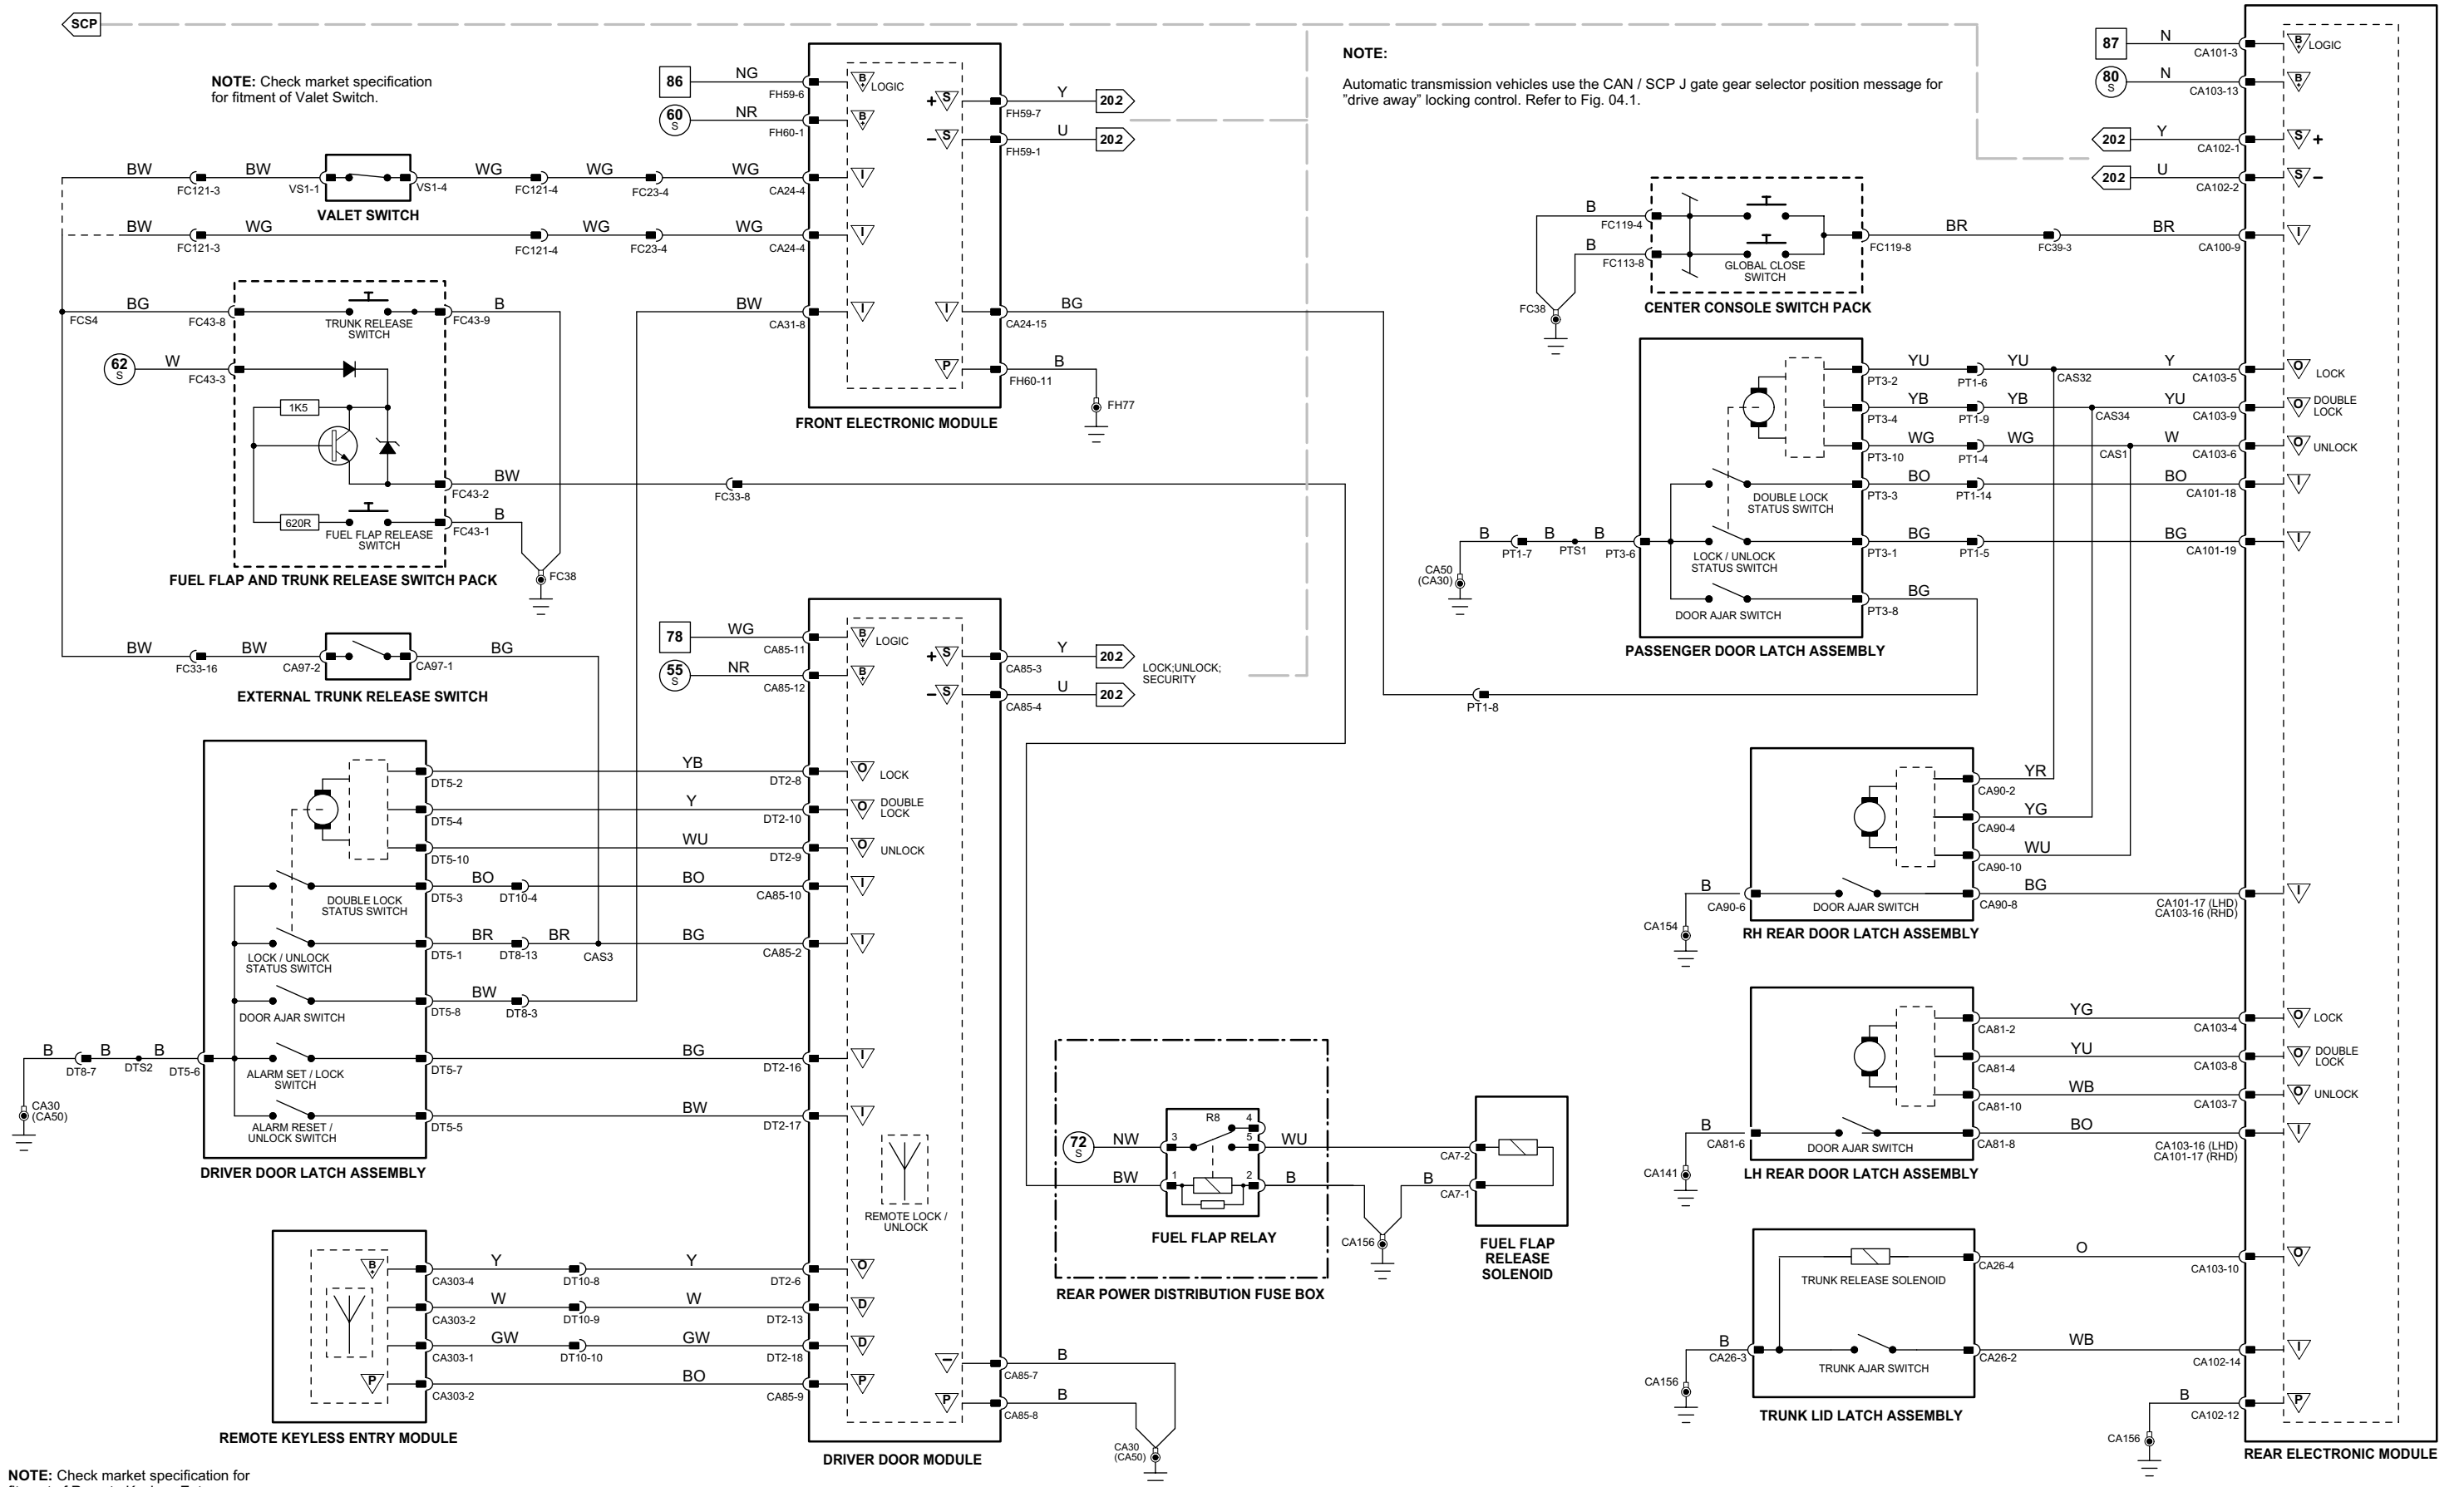 SCP
NOTE: Check market specification
for fitment of Valet Switch.
BW
FC121-3
BW
VS1-1
VS1-4
WG
FC121-4
WG
FC23-4
WG
CA24-4
VALET SWITCH
BW
FC121-3
WG
FC121-4
WG
FC23-4
WG
CA24-4
FCS4
BG
FC43-8
TRUNK RELEASE
SWITCH
FC43-9
B
62
S
W
FC43-3
1K5
FC43-2
BW
FC33-8
620R
FUEL FLAP RELEASE
SWITCH
FC43-1
B
FC38
FUEL FLAP AND TRUNK RELEASE SWITCH PACK
BW
FC33-16
BW
CA97-2
CA97-1
BG
EXTERNAL TRUNK RELEASE SWITCH
86
NG
FH59-6
B+
LOGIC
60
S
NR
FH60-1
B+
I
I
BW
CA31-8
I
+
S
FH59-7
Y
20.2
–
S
FH59-1
U
20.2
I
CA24-15
BG
P
FH60-11
B
FH77
FRONT ELECTRONIC MODULE
NOTE:
Automatic transmission vehicles use the CAN / SCP J gate gear selector position message for
”drive away” locking control. Refer to Fig. 04.1.
DT5-2
YB
DT2-8
O
LOCK
DT5-4
Y
DT2-10
O
DOUBLE
LOCK
DT5-10
WU
DT2-9
O
UNLOCK
DOUBLE LOCK
STATUS SWITCH
DT5-3
BO
DT10-4
BO
CA85-10
I
LOCK / UNLOCK
STATUS SWITCH
DT5-1
BR
DT8-13
BR
CAS3
BG
CA85-2
I
DOOR AJAR SWITCH
DT5-8
BW
DT8-3
B
DT8-7
B
DTS2
B
DT5-6
CA30
(CA50)
ALARM SET / LOCK
SWITCH
DT5-7
BG
DT2-16
I
ALARM RESET /
UNLOCK SWITCH
DT5-5
BW
DT2-17
I
DRIVER DOOR LATCH ASSEMBLY
78
WG
CA85-11
B+
LOGIC
55
S
NR
CA85-12
B+
+
S
CA85-3
Y
20.2
–
S
CA85-4
U
20.2
LOCK;UNLOCK;
SECURITY
REMOTE LOCK /
UNLOCK
B+
CA303-4
Y
DT10-8
Y
DT2-6
O
CA303-2
W
DT10-9
W
DT2-13
D
CA303-1
GW
DT10-10
GW
DT2-18
D
P
CA303-2
BO
CA85-9
P
REMOTE KEYLESS ENTRY MODULE
–
CA85-7
B
P
CA85-8
B
CA30
(CA50)
DRIVER DOOR MODULE
NOTE: Check market specification for
72
S
NW
3
R8
4
5
WU
CA7-2
BW
1
2
B
CA156
B
CA7-1
FUEL FLAP RELAY
REAR POWER DISTRIBUTION FUSE BOX
FUEL FLAP
RELEASE
SOLENOID
B
FC119-4
B
FC113-8
FC38
GLOBAL CLOSE
SWITCH
FC119-8
BR
FC39-3
BR
CA100-9
I
CENTER CONSOLE SWITCH PACK
87
N
CA101-3
B+
LOGIC
80
S
N
CA103-13
B+
20.2
Y
CA102-1
S
+
20.2
U
CA102-2
S
–
PT3-2
YU
PT1-6
YU
CAS32
Y
CA103-5
O
LOCK
PT3-4
YB
PT1-9
YB
CAS34
YU
CA103-9
O
DOUBLE
LOCK
PT3-10
WG
PT1-4
WG
CAS1
W
CA103-6
O
UNLOCK
DOUBLE LOCK
STATUS SWITCH
PT3-3
BO
PT1-14
BO
CA101-18
I
B
PT1-7
B
PTS1
B
PT3-6
CA50
(CA30)
LOCK / UNLOCK
STATUS SWITCH
PT3-1
BG
PT1-5
BG
CA101-19
I
DOOR AJAR SWITCH
PT3-8
BG
PT1-8
PASSENGER DOOR LATCH ASSEMBLY
CA90-2
YR
CA90-4
YG
CA90-10
WU
B
CA90-6
CA154
DOOR AJAR SWITCH
CA90-8
BG
CA101-17 (LHD)
CA103-16 (RHD)
I
RH REAR DOOR LATCH ASSEMBLY
CA81-2
YG
CA103-4
O
LOCK
CA81-4
YU
CA103-8
O
DOUBLE
LOCK
CA81-10
WB
CA103-7
O
UNLOCK
B
CA81-6
CA141
DOOR AJAR SWITCH
CA81-8
BO
CA103-16 (LHD)
CA101-17 (RHD)
I
LH REAR DOOR LATCH ASSEMBLY
TRUNK RELEASE SOLENOID
CA26-4
O
CA103-10
O
B
CA26-3
CA156
TRUNK AJAR SWITCH
CA26-2
WB
CA102-14
I
TRUNK LID LATCH ASSEMBLY
B
CA102-12
P
CA156
REAR ELECTRONIC MODULE